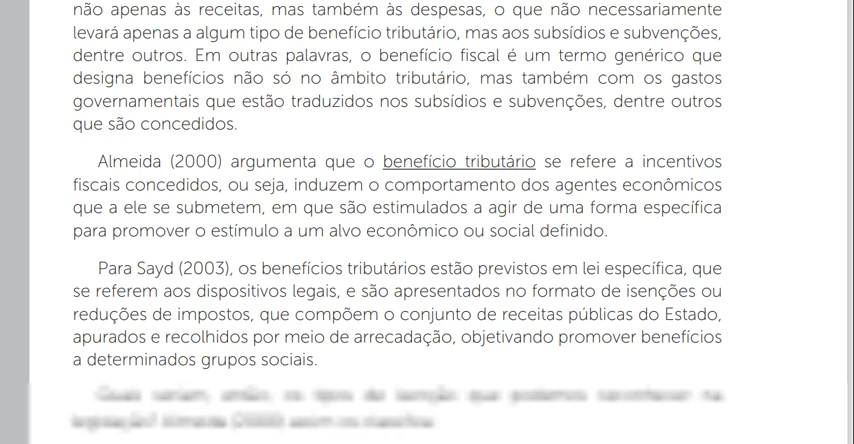 não apenas às receitas, mas também às despesas, o que não necessariamente
levará apenas a algum tipo de benefício tributário, mas aos subsídios e subvenções,
dentre outros. Em outras palavras, o benefício fiscal é um termo genérico que
designa benefícios não só no âmbito tributário, mas também com os gastos
governamentais que estão traduzidos nos subsídios e subvenções, dentre outros
que são concedidos.
Almeida (2000) argumenta que o benefício tributário se refere a incentivos
fiscais concedidos, ou seja, induzem o comportamento dos agentes econômicos
que a ele se submetem, em que são estimulados a agir de uma forma específica
para promover o estímulo a um alvo econômico ou social definido.
Para Sayd (2003), os benefícios tributários estão previstos em lei específica, que
se referem aos dispositivos legais, e são apresentados no formato de isenções ou
reduções de impostos, que compõem o conjunto de receitas públicas do Estado,
apurados e recolhidos por meio de arrecadação, objetivando promover benefícios
a determinados grupos sociais.